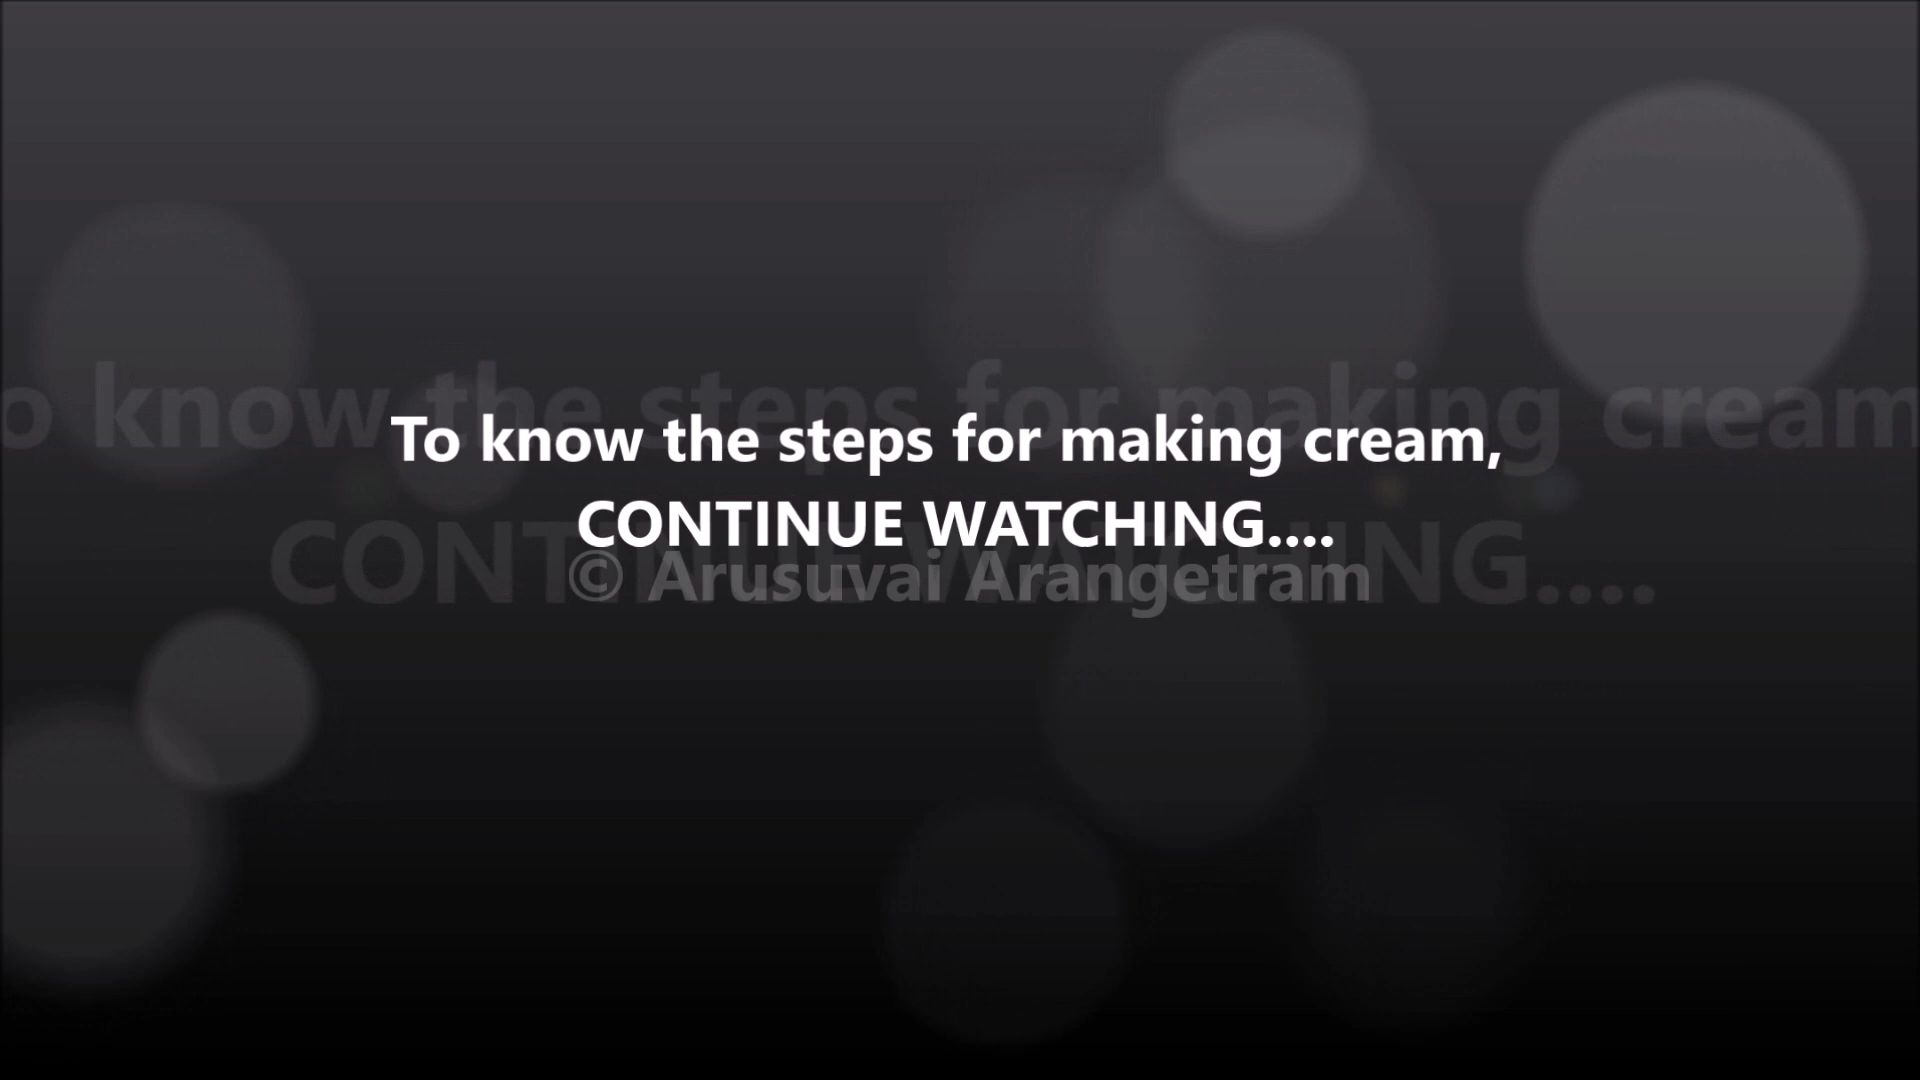 To know the steps for making cream,
CONTINUE WATCHING....
© Arusuvai Arangetram